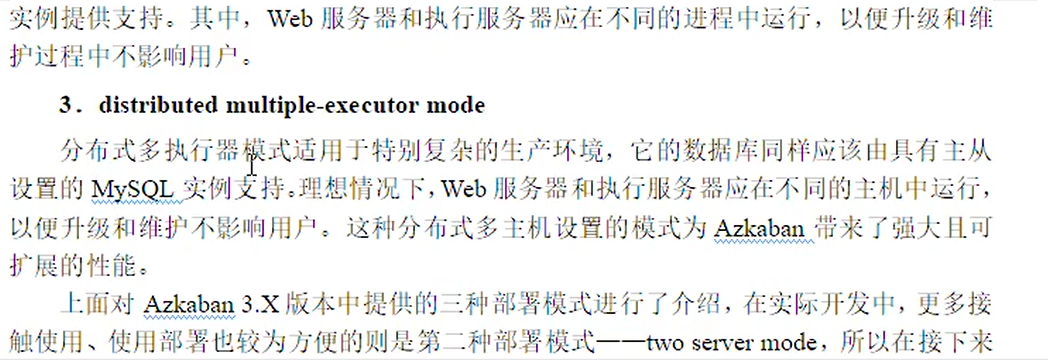 实例提供支持。其中，Web 服务器和执行服务器应在不同的进程中运行，以便升级和维
护过程中不影响用户。
3．distributed multiple-executor mode
分布式多执行器模式适用于特别复杂的生产环境，它的数据库同样应该由具有主从
设置的 MySQL 实例支持。理想情况下，Web 服务器和执行服务器应在不同的主机中运行，
以便升级和维护不影响用户。这种分布式多主机设置的模式为 Azkaban 带来了强大且可
扩展的性能。
上面对 Azkaban 3.X 版本中提供的三种部署模式进行了介绍，在实际开发中，更多接
触使用、使用部署也较为方便的则是第二种部署模式——two server mode，所以在接下来